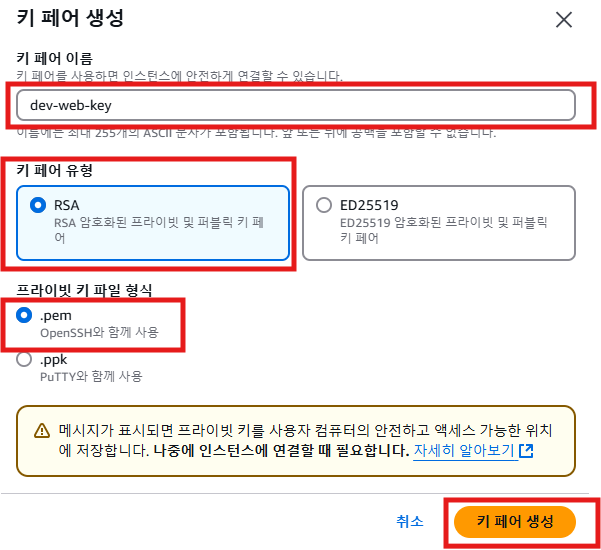 키 페어 생성
키 페어 이름
키 페어를 사용하면 인스턴스에 안전하게 연결할 수 있습니다.
dev-web-key
이름에는 최대 255개의 ASCII 문자가 포함됩니다. 앞 또는 뒤에 공백을 포함할 수 없습니다.
키 페어 유형
RSA
RSA 암호화된 프라이빗 및 퍼블릭 키 페
어
ED25519
ED25519 암호화된 프라이빗 및 퍼블릭
키 페어
프라이빗 키 파일 형식
.pem
OpenSSH와 함께 사용
.ppk
PuTTY와 함께 사용
메시지가 표시되면 프라이빗 키를 사용자 컴퓨터의 안전하고 액세스 가능한 위치
에 저장합니다. 나중에 인스턴스에 연결할 때 필요합니다. 자세히 알아보기
취소
키 페어 생성